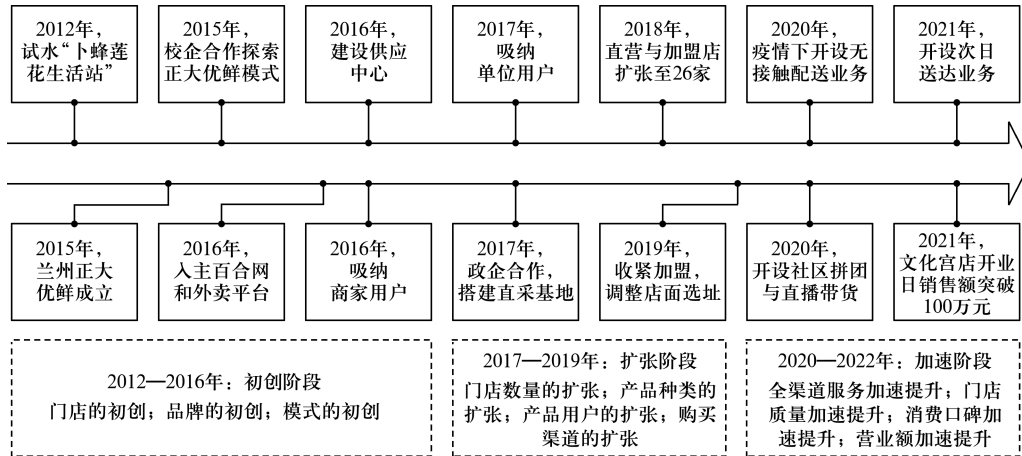 2012年，
试水“卜蜂莲
花生活站”
2015年，
校企合作探索
正大优鲜模式
2016年，
建设供应
中心
2017年，
吸纳
单位用户
2018年，
直营与加盟店
扩张至26家
2020年，
疫情下开设无
接触配送业务
2021年，
开设次日
送达业务
2015年，
兰州正大
优鲜成立
2016年，
入主百合网
和外卖平台
2016年，
吸纳
商家用户
2017年，
政企合作，
搭建直采基地
2019年，
收紧加盟，
调整店面选址
2020年，
开设社区拼团
与直播带货
2021年，
文化宫店开业
日销售额突破
100万元
2012—2016年：初创阶段
门店的初创；品牌的初创；模式的初创
2017—2019年：扩张阶段
门店数量的扩张；产品种类的
扩张；产品用户的扩张；购买
渠道的扩张
2020—2022年：加速阶段
全渠道服务加速提升；门店
质量加速提升；消费口碑加
速提升；营业额加速提升